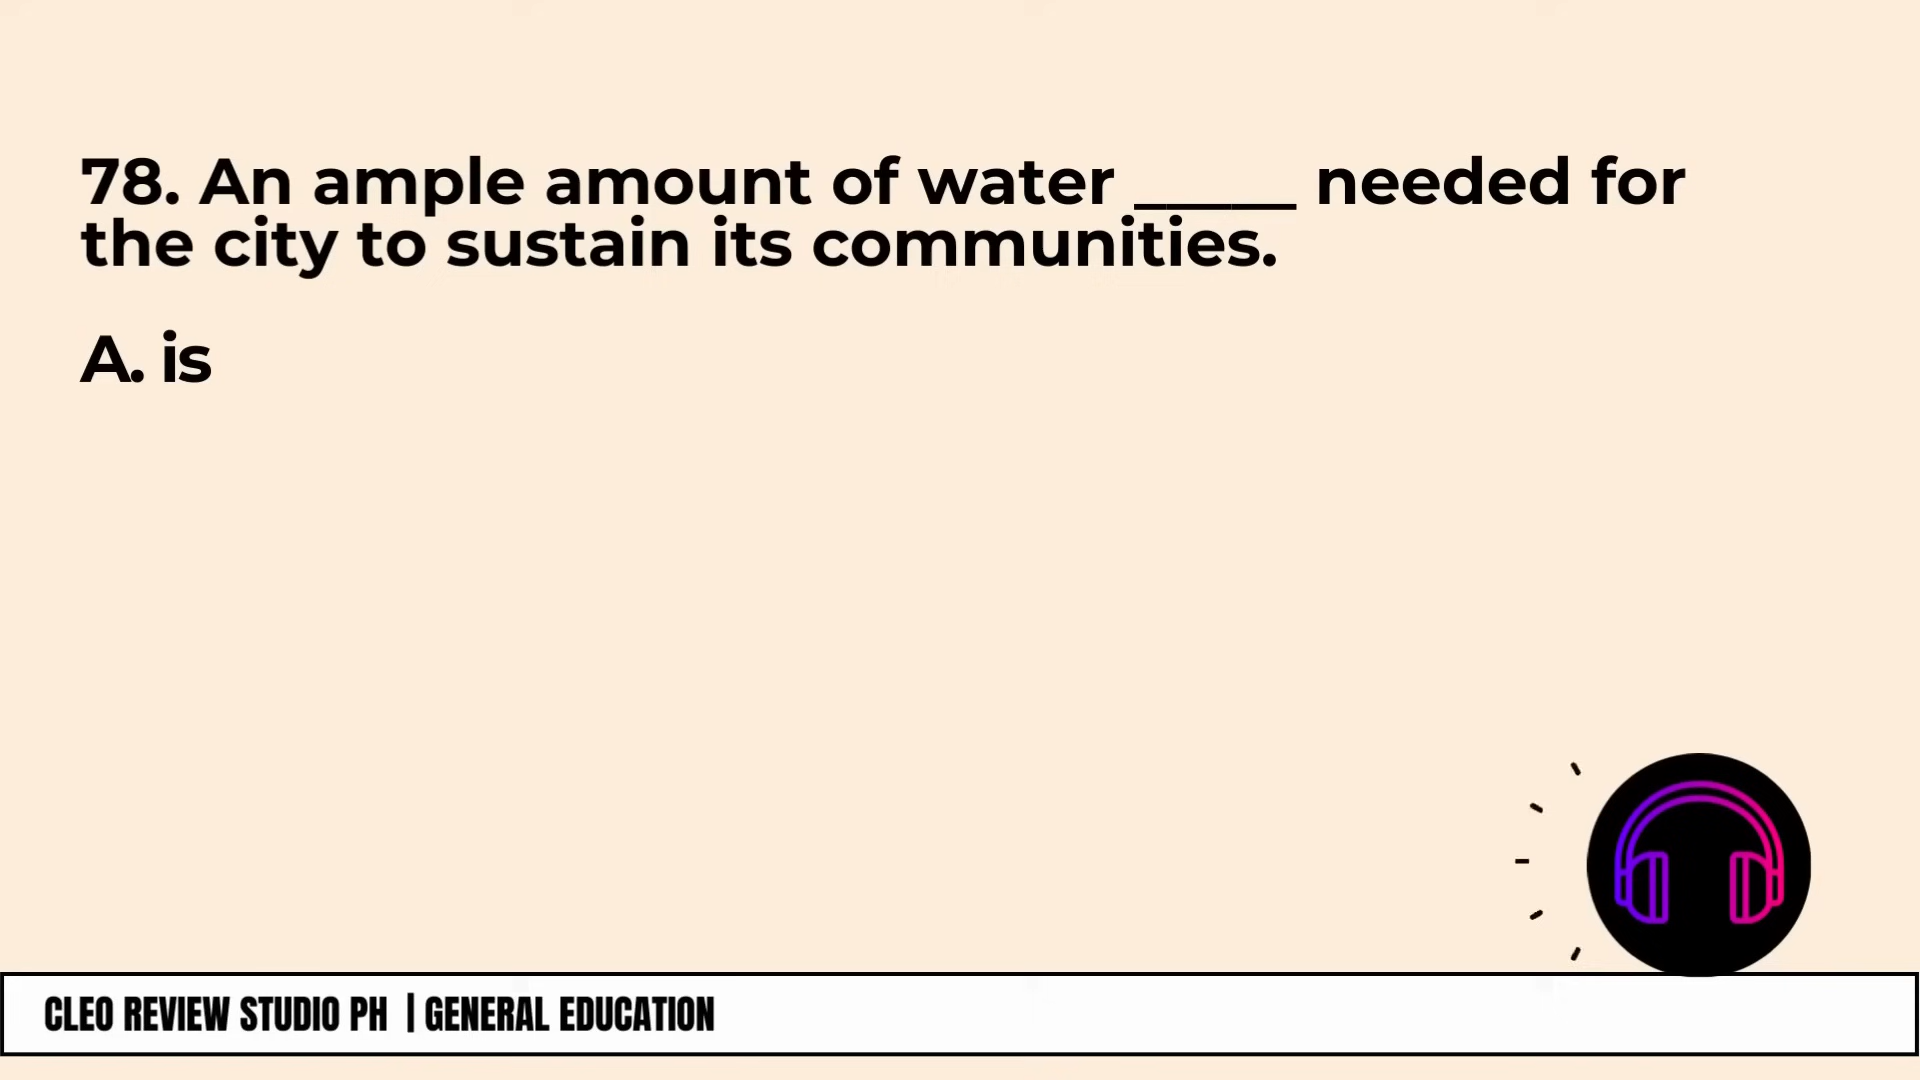 78. An ample amount of water _____ needed for
the city to sustain its communities.
A. is
CLEO REVIEW STUDIO PH | GENERAL EDUCATION